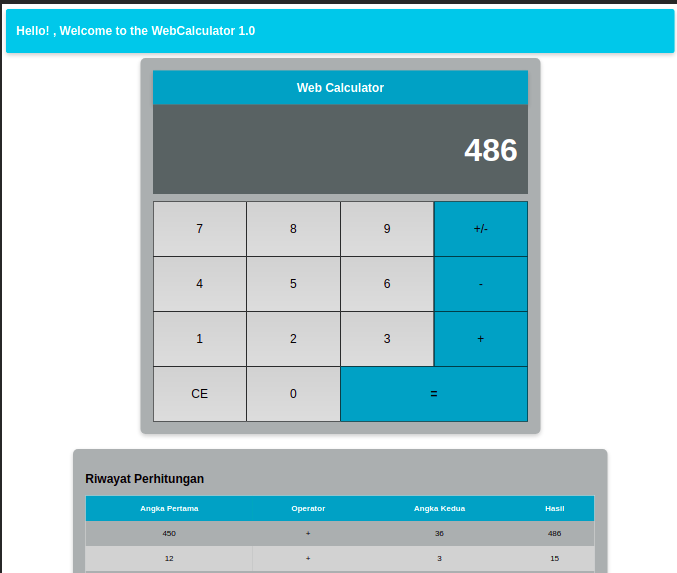 Hello! , Welcome to the WebCalculator 1.0
Web Calculator
486
7 8 9 +/-
4 5 6 -
1 2 3 +
CE 0 =
Riwayat Perhitungan
Angka Pertama Operator Angka Kedua Hasil
450 + 36 486
12 + 3 15